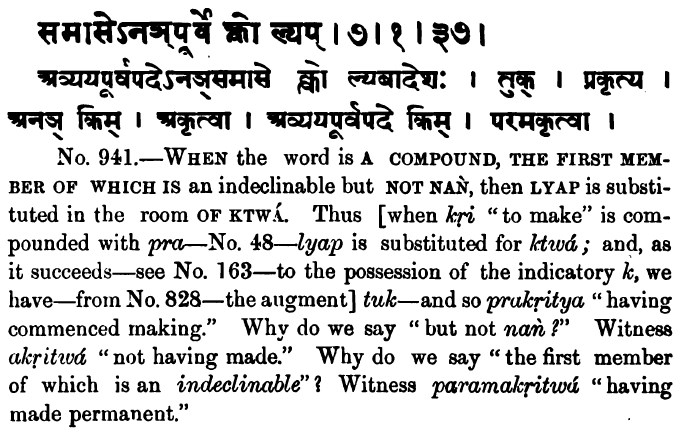 समासेऽनञ्पूर्वे क्त्वो ल्यप् । ७ । १ । ३७ ।
अव्ययपूर्वपदेऽनञ्समासे क्त्वो ल्यबादेशः । तुक् । प्रकृत्य ।
अनञ् किम् । अकृत्वा । अव्ययपूर्वपदे किम् । परमकृत्वा ।
No. 941.—WHEN the word is A COMPOUND, THE FIRST MEM-
BER OF WHICH IS an indeclinable but NOT NAṄ, then LYAP is substi-
tuted in the room OF KTWÁ. Thus [when kṛi “to make” is com-
pounded with pra—No. 48—lyap is substituted for ktwá; and, as
it succeeds—see No. 163—to the possession of the indicatory k, we
have—from No. 828—the augment] tuk—and so prakṛitya “having
commenced making.” Why do we say “but not naṅ?” Witness
akṛitwá “not having made.” Why do we say “the first member
of which is an indeclinable”? Witness paramakṛitwá “having
made permanent.”